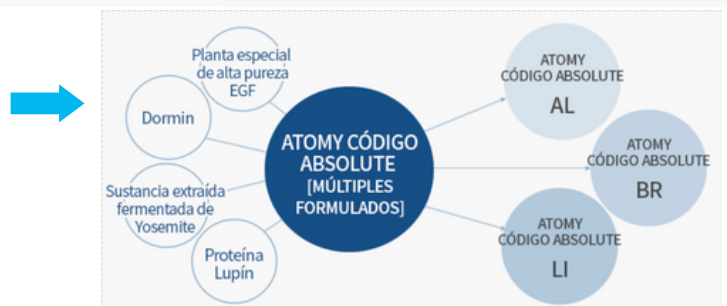 Planta especial
de alta pureza
EGF
Dormin
Sustancia extraída
fermentada de
Yosemite
Proteína
Lupín
ATOMY CÓDIGO
ABSOLUTE
[MÚLTIPLES
FORMULADOS]
ATOMY
CÓDIGO ABSOLUTE
AL
ATOMY
CÓDIGO ABSOLUTE
BR
ATOMY
CÓDIGO ABSOLUTE
LI